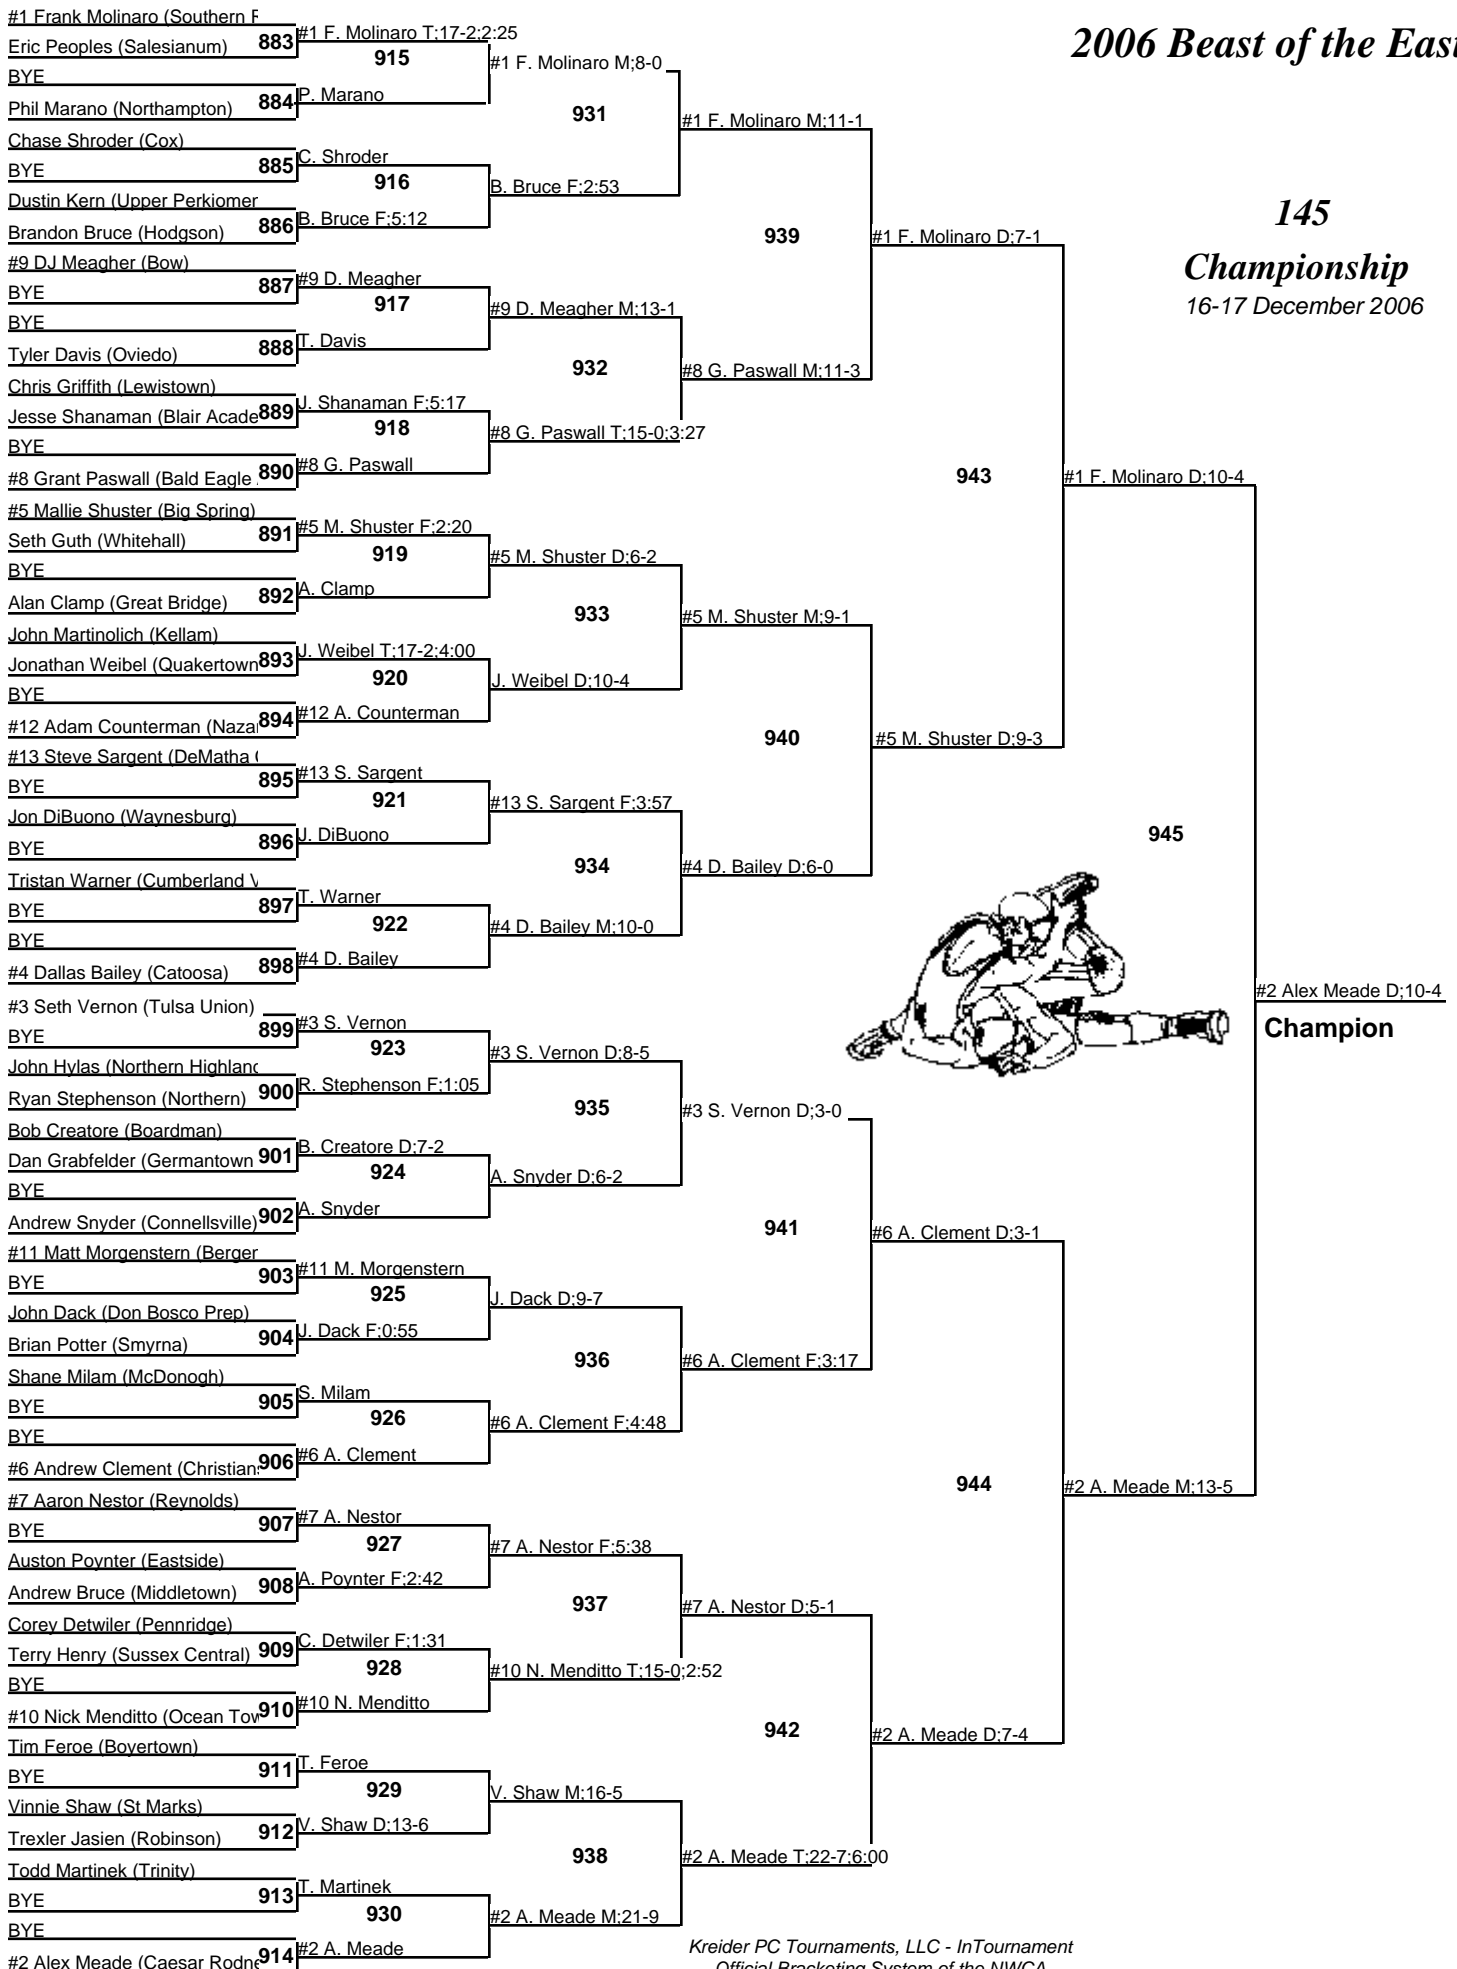 2006 Beast of the East
145
Championship
16-17 December 2006
#1 Frank Molinaro (Southern
Eric Peoples (Salesianum)
883
BYE
Phil Marano (Northampton)
884
Chase Shroder (Cox)
BYE
885
Dustin Kern (Upper Perkiomen
Brandon Bruce (Hodgson)
886
#9 DJ Meagher (Bow)
BYE
887
BYE
Tyler Davis (Oviedo)
888
Chris Griffith (Lewistown)
Jesse Shanaman (Blair Acade
889
BYE
#8 Grant Paswall (Bald Eagle
890
#5 Mallie Shuster (Big Spring)
Seth Guth (Whitehall)
891
BYE
Alan Clamp (Great Bridge)
892
John Martinolich (Kellam)
Jonathan Weibel (Quakertown
893
BYE
#12 Adam Counterman (Naza
894
#13 Steve Sargent (DeMatha
BYE
895
Jon DiBuono (Waynesburg)
BYE
896
Tristan Warner (Cumberland V
BYE
897
BYE
#4 Dallas Bailey (Catoosa)
898
#3 Seth Vernon (Tulsa Union)
BYE
899
John Hylas (Northern Highland
Ryan Stephenson (Northern)
900
Bob Creatore (Boardman)
Dan Grabfelder (Germantown
901
BYE
Andrew Snyder (Connellsville)
902
#11 Matt Morgenstern (Bergen
BYE
903
John Dack (Don Bosco Prep)
Brian Potter (Smyrna)
904
Shane Milam (McDonogh)
BYE
905
BYE
#6 Andrew Clement (Christians
906
#7 Aaron Nestor (Reynolds)
BYE
907
Auston Poynter (Eastside)
Andrew Bruce (Middletown)
908
Corey Detwiler (Pennridge)
Terry Henry (Sussex Central)
909
BYE
#10 Nick Menditto (Ocean Tow
910
Tim Feroe (Boyertown)
BYE
911
Vinnie Shaw (St Marks)
Trexler Jasien (Robinson)
912
Todd Martinek (Trinity)
BYE
913
BYE
#2 Alex Meade (Caesar Rodne
914
#1 F. Molinaro T;17-2;2:25
915
P. Marano
C. Shroder
916
B. Bruce F;5:12
#9 D. Meagher
917
T. Davis
J. Shanaman F;5:17
918
#8 G. Paswall
#5 M. Shuster F;2:20
919
A. Clamp
J. Weibel T;17-2;4:00
920
#12 A. Counterman
#13 S. Sargent
921
J. DiBuono
T. Warner
922
#4 D. Bailey
#3 S. Vernon
923
R. Stephenson F;1:05
B. Creatore D;7-2
924
A. Snyder
#11 M. Morgenstern
925
J. Dack F;0:55
S. Milam
926
#6 A. Clement
#7 A. Nestor
927
A. Poynter F;2:42
C. Detwiler F;1:31
928
#10 N. Menditto
T. Feroe
929
V. Shaw D;13-6
T. Martinek
930
#2 A. Meade
#1 F. Molinaro M;8-0
931
B. Bruce F;2:53
#9 D. Meagher M;13-1
932
#8 G. Paswall T;15-0;3:27
#5 M. Shuster D;6-2
933
J. Weibel D;10-4
#13 S. Sargent F;3:57
934
#4 D. Bailey M;10-0
#3 S. Vernon D;8-5
935
A. Snyder D;6-2
J. Dack D;9-7
936
#6 A. Clement F;4:48
#7 A. Nestor F;5:38
937
#10 N. Menditto T;15-0;2:52
V. Shaw M;16-5
938
#2 A. Meade M;21-9
#1 F. Molinaro M;11-1
939
#8 G. Paswall M;11-3
#5 M. Shuster M;9-1
940
#4 D. Bailey D;6-0
#3 S. Vernon D;3-0
941
#6 A. Clement F;3:17
#7 A. Nestor D;5-1
942
#2 A. Meade T;22-7;6:00
#1 F. Molinaro D;7-1
943
#5 M. Shuster D;9-3
#6 A. Clement D;3-1
944
#2 A. Meade D;7-4
#1 F. Molinaro D;10-4
945
#2 A. Meade M;13-5
#2 Alex Meade D;10-4
Champion
Kreider PC Tournaments, LLC - InTournament
Official Bracketing System of the NWCA